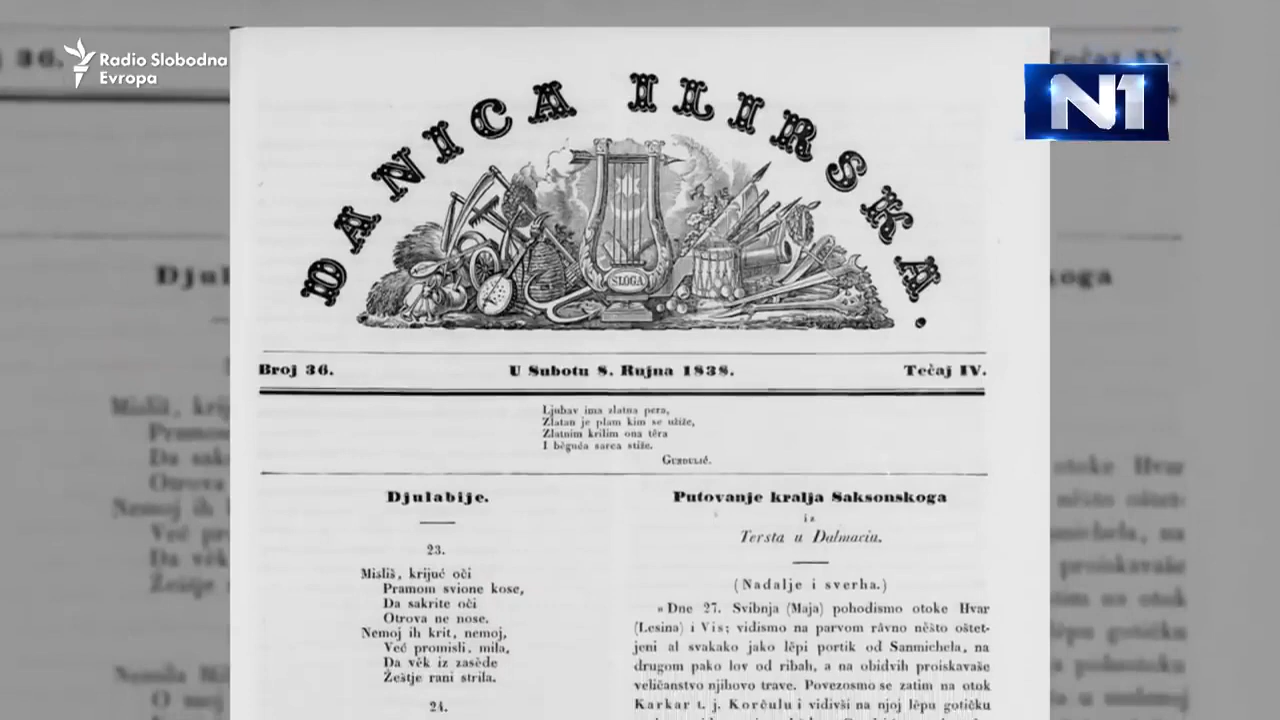 Radio Slobodna
Evropa
N1
DANICA ILIRSKA.
SLOGA
Broj 36.
U Subotu 8. Rujna 1838.
Tečaj IV.
Ljubav ima zlatna pera,
Zlatan je plam kim se užiže,
Zlatnim krilim ona těra
I běguća sarca stiže.
Gundulić.
Djulabije.
23.
Misliš, krijuć oči
Pramom svione kose,
Da sakrite oči
Otrova ne nose.
Nemoj ih krit, nemoj,
Već promisli, mila,
Da věk iz zasěde
Žeštje rani strila.
24.
Putovanje kralja Saksonskoga
iz
Tersta u Dalmaciu.
(Nadalje i sverha.)
»Dne 27. Svibnja (Maja) pohodismo otoke Hvar
(Lesina) i Vis; vidismo na parvom râvno něšto oštet-
jeni al svakako jako lěpi portik od Sanmichela, na
drugom pako lov od ribah, a na obidvih proiskavaše
veličanstvo njihovo trave. Povezosmo se zatim na otok
Karkar t. j. Korčulu i vidivši na njoj lěpu gotičku